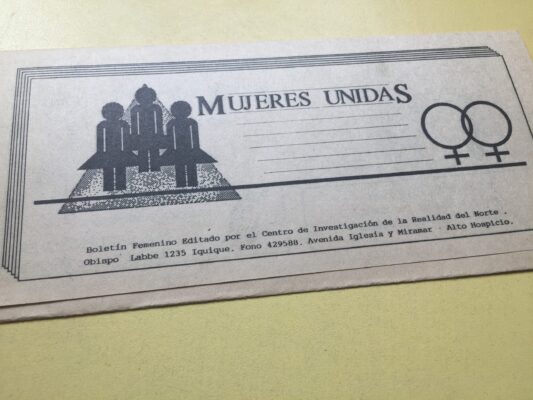 MUJERES UNIDAS
Boletín Femenino Editado por el Centro de Investigación de la Realidad del Norte .
Obispo Labbe 1235 Iquique. Fono 429588. Avenida Iglesia y Miramar - Alto Hospicio.